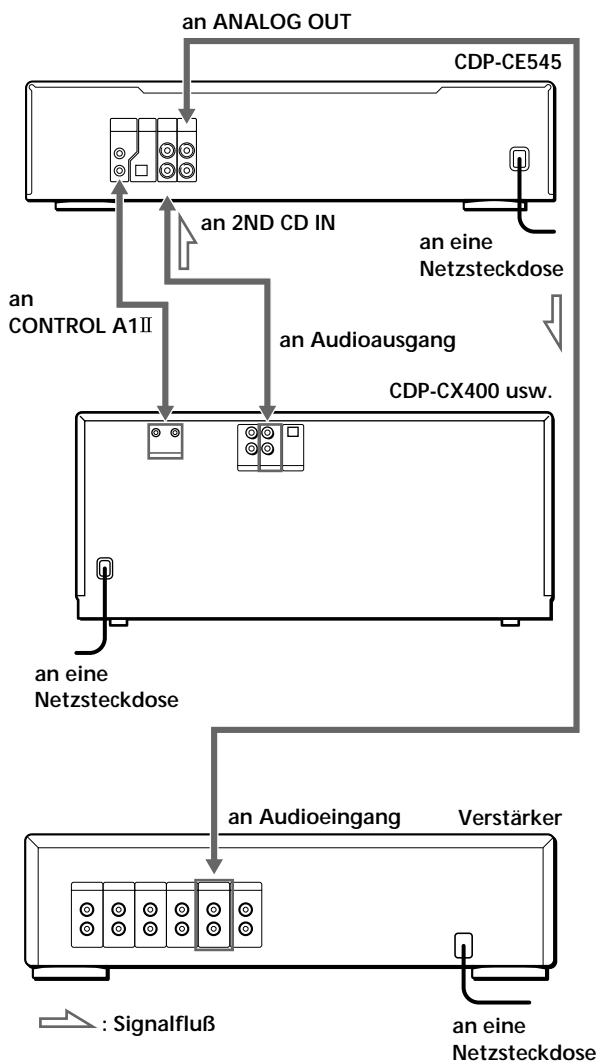 an ANALOG OUT
CDP-CE545
an 2ND CD IN
an eine
Netzsteckdose
an
CONTROL A1Ⅱ
an Audioausgang
CDP-CX400 usw.
an eine
Netzsteckdose
an Audioeingang
Verstärker
: Signalfluß
an eine
Netzsteckdose